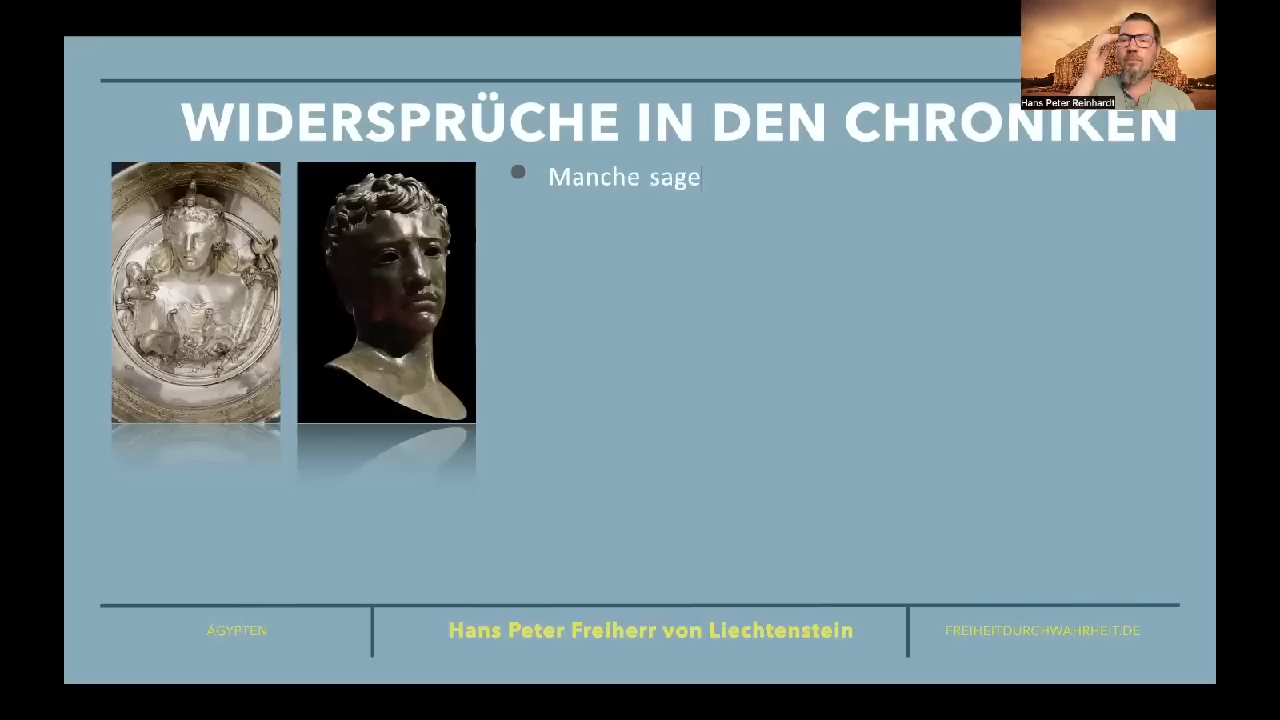 WIDERSPRÜCHE IN DEN CHRONIKEN
Hans Peter Reinhardt
Manche sage
ÄGYPTEN
Hans Peter Freiherr von Liechtenstein
FREIHEITDURCHWAHRHEIT.DE